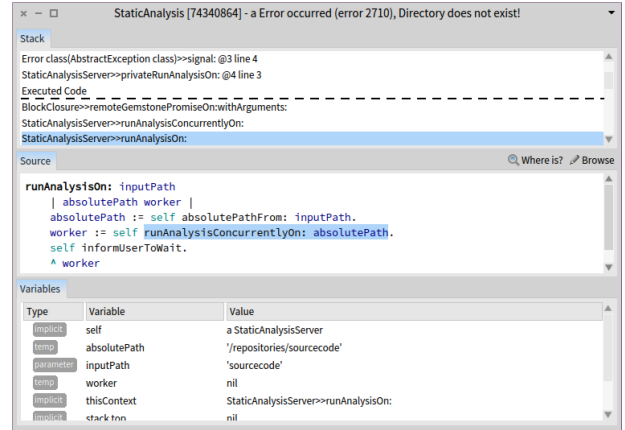 StaticAnalysis [74340864] - a Error occurred (error 2710), Directory does not exist!
Stack
Error class(AbstractException class)>>signal: @3 line 4
StaticAnalysisServer>>privateRunAnalysisOn: @4 line 3
Executed Code
BlockClosure>>remoteGemstonePromiseOn:withArguments:
StaticAnalysisServer>>runAnalysisConcurrentlyOn:
StaticAnalysisServer>>runAnalysisOn:
Source Where is? Browse
runAnalysisOn: inputPath
| absolutePath worker |
absolutePath := self absolutePathFrom: inputPath.
worker := self runAnalysisConcurrentlyOn: absolutePath.
self informUserToWait.
^ worker
Variables
Type Variable Value
implicit self a StaticAnalysisServer
temp absolutePath '/repositories/sourcecode'
parameter inputPath 'sourcecode'
temp worker nil
implicit thisContext StaticAnalysisServer>>runAnalysisOn:
implicit stack top nil